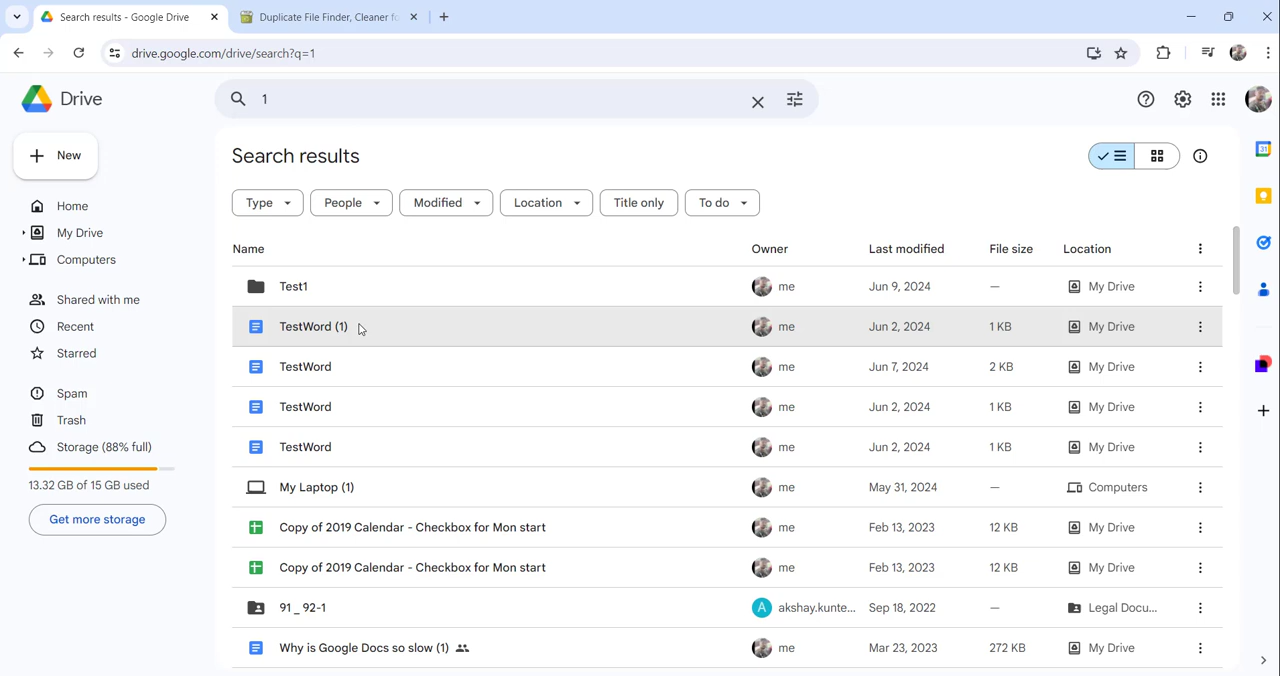 Search results - Google Drive
Duplicate File Finder, Cleaner fo
drive.google.com/drive/search?q=1
Drive
1
New
Search results
Type
People
Modified
Location
Title only
To do
Home
My Drive
Computers
Shared with me
Recent
Starred
Spam
Trash
Storage (88% full)
13.32 GB of 15 GB used
Get more storage
Name Owner Last modified File size Location
Test1 me Jun 9, 2024 — My Drive
TestWord (1) me Jun 2, 2024 1 KB My Drive
TestWord me Jun 7, 2024 2 KB My Drive
TestWord me Jun 2, 2024 1 KB My Drive
TestWord me Jun 2, 2024 1 KB My Drive
My Laptop (1) me May 31, 2024 — Computers
Copy of 2019 Calendar - Checkbox for Mon start me Feb 13, 2023 12 KB My Drive
Copy of 2019 Calendar - Checkbox for Mon start me Feb 13, 2023 12 KB My Drive
91 _ 92-1 A akshay.kunte... Sep 18, 2022 — Legal Docu...
Why is Google Docs so slow (1) me Mar 23, 2023 272 KB My Drive
31